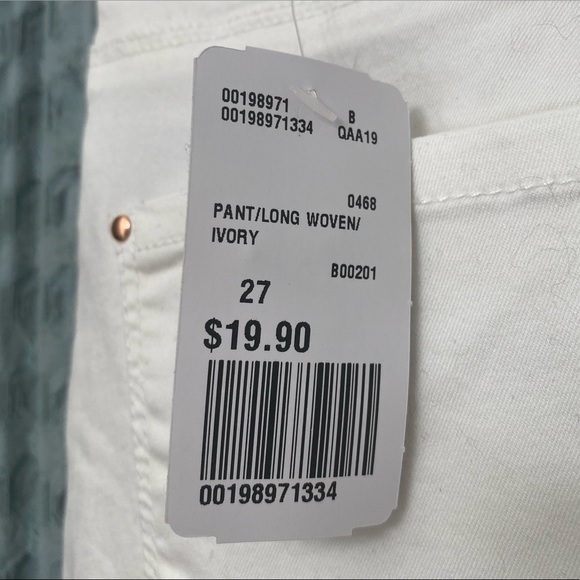 00198971 B
00198971334 QAA19
0468
PANT/LONG WOVEN/
IVORY
B00201
27
$19.90
00198971334